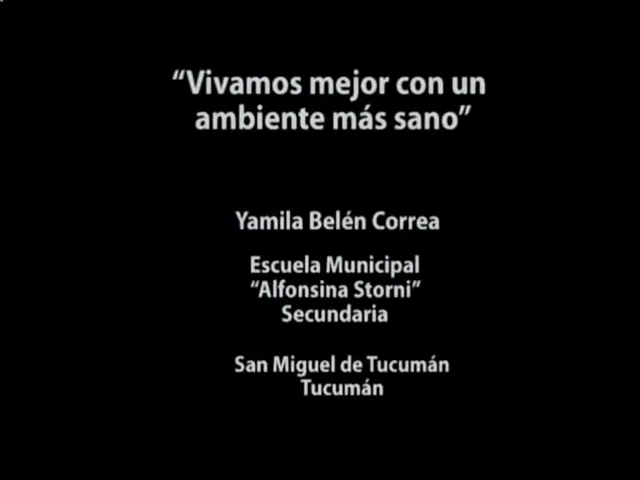 “Vivamos mejor con un
ambiente más sano”
Yamila Belén Correa
Escuela Municipal
“Alfonsina Storni”
Secundaria
San Miguel de Tucumán
Tucumán